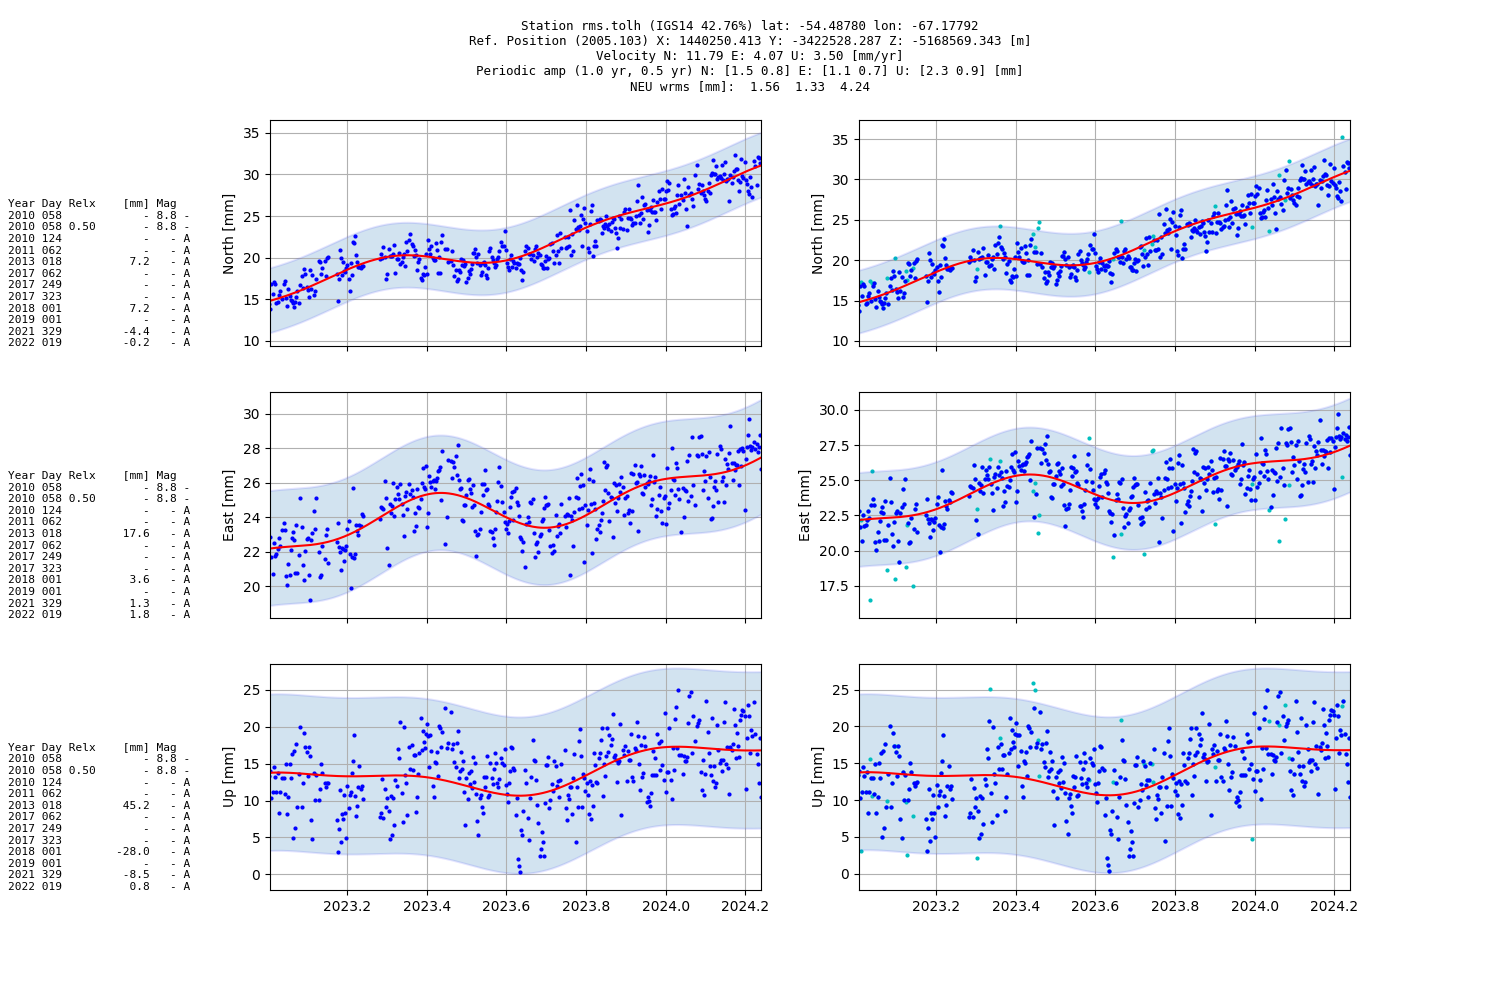 Station rms.tolh (IGS14 42.76%) lat: -54.48780 lon: -67.17792
Ref. Position (2005.103) X: 1440250.413 Y: -3422528.287 Z: -5168569.343 [m]
Velocity N: 11.79 E: 4.07 U: 3.50 [mm/yr]
Periodic amp (1.0 yr, 0.5 yr) N: [1.5 0.8] E: [1.1 0.7] U: [2.3 0.9] [mm]
NEU wrms [mm]: 1.56 1.33 4.24
Year Day Relx [mm] Mag
2010 058 - 8.8 -
2010 058 0.50 - 8.8 -
2010 124 - - A
2011 062 - - A
2013 018 7.2 - A
2017 062 - - A
2017 249 - - A
2017 323 - - A
2018 001 7.2 - A
2019 001 - - A
2021 329 -4.4 - A
2022 019 -0.2 - A
North [mm]
35
30
25
20
15
10
North [mm]
35
30
25
20
15
10
Year Day Relx [mm] Mag
2010 058 - 8.8 -
2010 058 0.50 - 8.8 -
2010 124 - - A
2011 062 - - A
2013 018 17.6 - A
2017 062 - - A
2017 249 - - A
2017 323 - - A
2018 001 3.6 - A
2019 001 - - A
2021 329 1.3 - A
2022 019 1.8 - A
East [mm]
30
28
26
24
22
20
East [mm]
30.0
27.5
25.0
22.5
20.0
17.5
Year Day Relx [mm] Mag
2010 058 - 8.8 -
2010 058 0.50 - 8.8 -
2010 124 - - A
2011 062 - - A
2013 018 45.2 - A
2017 062 - - A
2017 249 - - A
2017 323 - - A
2018 001 -28.0 - A
2019 001 - - A
2021 329 -8.5 - A
2022 019 0.8 - A
Up [mm]
25
20
15
10
5
0
2023.2 2023.4 2023.6 2023.8 2024.0 2024.2
Up [mm]
25
20
15
10
5
0
2023.2 2023.4 2023.6 2023.8 2024.0 2024.2